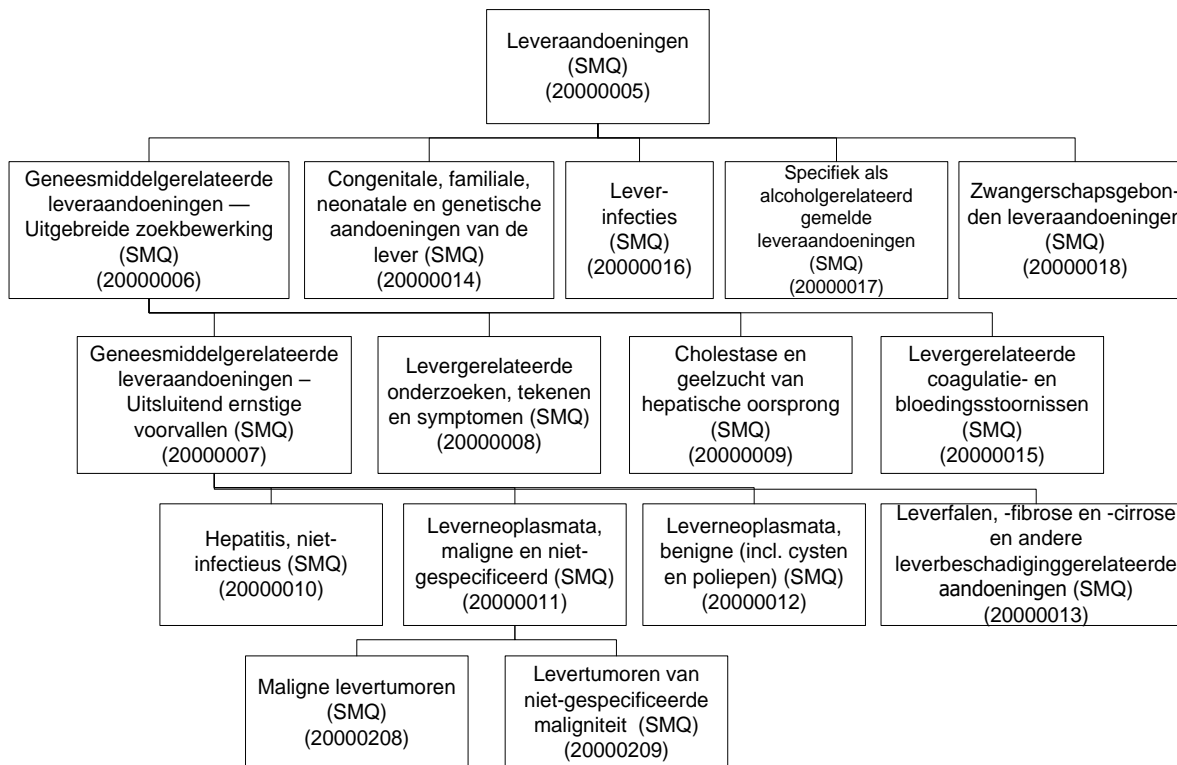 Leveraandoeningen
(SMQ)
(20000005)
Geneesmiddelgerelateerde
leveraandoeningen —
Uitgebreide zoekbewerking
(SMQ)
(20000006)
Congenitale, familiale,
neonatale en genetische
aandoeningen van de
lever (SMQ)
(20000014)
Lever-
infecties
(SMQ)
(20000016)
Specifiek als
alcoholgerelateerd
gemelde
leveraandoeningen
(SMQ)
(20000017)
Zwangerschapsgebon-
den leveraandoeningen
(SMQ)
(20000018)
Geneesmiddelgerelateerde
leveraandoeningen –
Uitsluitend ernstige
voorvallen (SMQ)
(20000007)
Levergerelateerde
onderzoeken, tekenen
en symptomen (SMQ)
(20000008)
Cholestase en
geelzucht van
hepatische oorsprong
(SMQ)
(20000009)
Levergerelateerde
coagulatie- en
bloedingsstoornissen
(SMQ)
(20000015)
Hepatitis, niet-
infectieus (SMQ)
(20000010)
Leverneoplasmata,
maligne en niet-
gespecificeerd (SMQ)
(20000011)
Leverneoplasmata,
benigne (incl. cysten
en poliepen) (SMQ)
(20000012)
Leverfalen, -fibrose en -cirrose
en andere
leverbeschadiginggerelateerde
aandoeningen (SMQ)
(20000013)
Maligne levertumoren
(SMQ)
(20000208)
Levertumoren van
niet-gespecificeerde
maligniteit (SMQ)
(20000209)